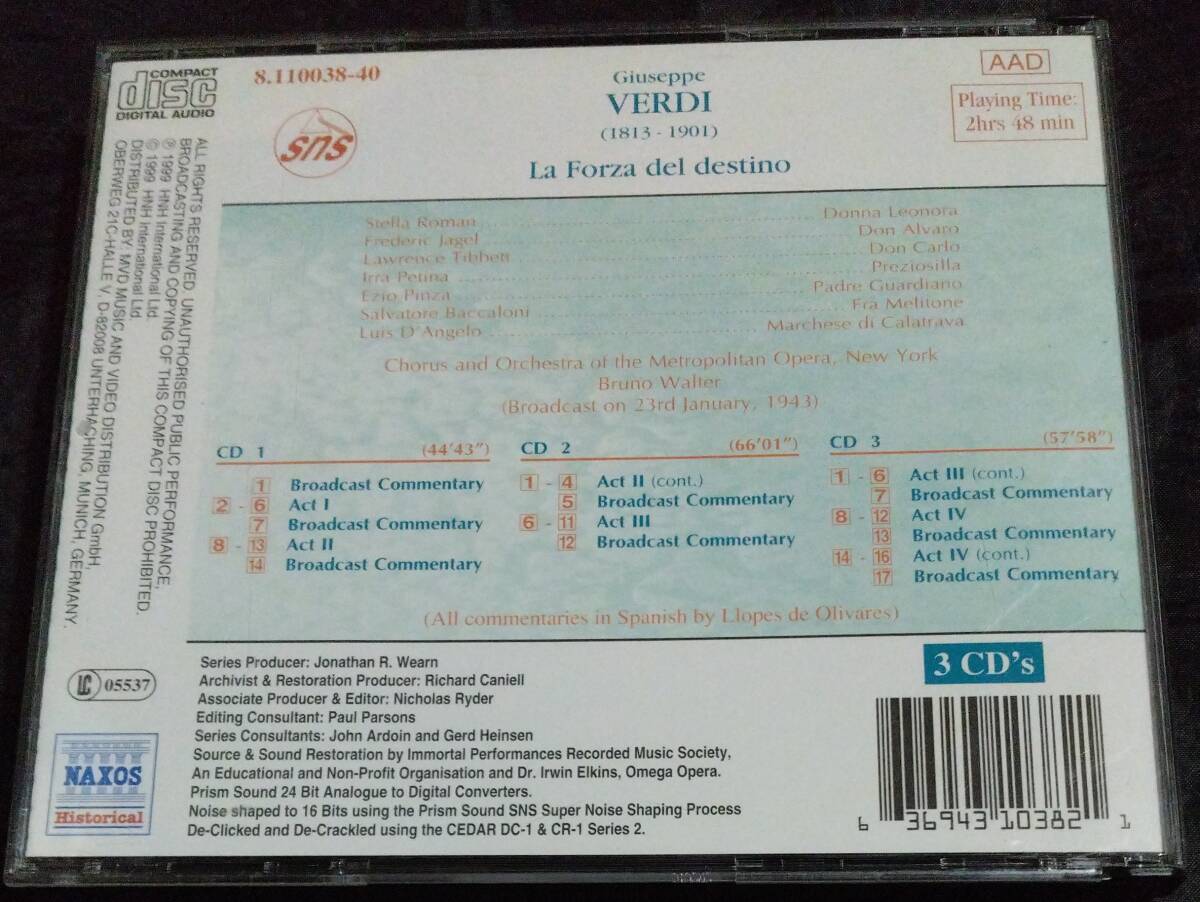 COMPACT
disc
DIGITAL AUDIO
8.110038-40
sns
Giuseppe
VERDI
(1813 - 1901)
La Forza del destino
AAD
Playing Time:
2hrs 48 min
ALL RIGHTS RESERVED. UNAUTHORISED PUBLIC PERFORMANCE,
BROADCASTING AND COPYING OF THIS COMPACT DISC PROHIBITED.
℗ 1999 HNH International Ltd.
© 1999 HNH International Ltd.
DISTRIBUTED BY: MVD MUSIC AND VIDEO DISTRIBUTION GmbH,
OBERWEG 21C-HALLE V, D-82008 UNTERHACHING, MUNICH, GERMANY.
Stella Roman Donna Leonora
Frederic Jagel Don Alvaro
Lawrence Tibbett Don Carlo
Irra Petina Preziosilla
Ezio Pinza Padre Guardiano
Salvatore Baccaloni Fra Melitone
Luis D'Angelo Marchese di Calatrava
Chorus and Orchestra of the Metropolitan Opera, New York
Bruno Walter
(Broadcast on 23rd January, 1943)
CD 1 (44'43")
1 Broadcast Commentary
2 - 6 Act I
7 Broadcast Commentary
8 - 13 Act II
14 Broadcast Commentary
CD 2 (66'01")
1 - 4 Act II (cont.)
5 Broadcast Commentary
6 - 11 Act III
12 Broadcast Commentary
CD 3 (57'58")
1 - 6 Act III (cont.)
7 Broadcast Commentary
8 - 12 Act IV
13 Broadcast Commentary
14 - 16 Act IV (cont.)
17 Broadcast Commentary
(All commentaries in Spanish by Llopes de Olivares)
LC 05537
NAXOS
Historical
Series Producer: Jonathan R. Wearn
Archivist & Restoration Producer: Richard Caniell
Associate Producer & Editor: Nicholas Ryder
Editing Consultant: Paul Parsons
Series Consultants: John Ardoin and Gerd Heinsen
Source & Sound Restoration by Immortal Performances Recorded Music Society,
An Educational and Non-Profit Organisation and Dr. Irwin Elkins, Omega Opera.
Prism Sound 24 Bit Analogue to Digital Converters.
Noise shaped to 16 Bits using the Prism Sound SNS Super Noise Shaping Process
De-Clicked and De-Crackled using the CEDAR DC-1 & CR-1 Series 2.
3 CD's
6 36943 10382 1